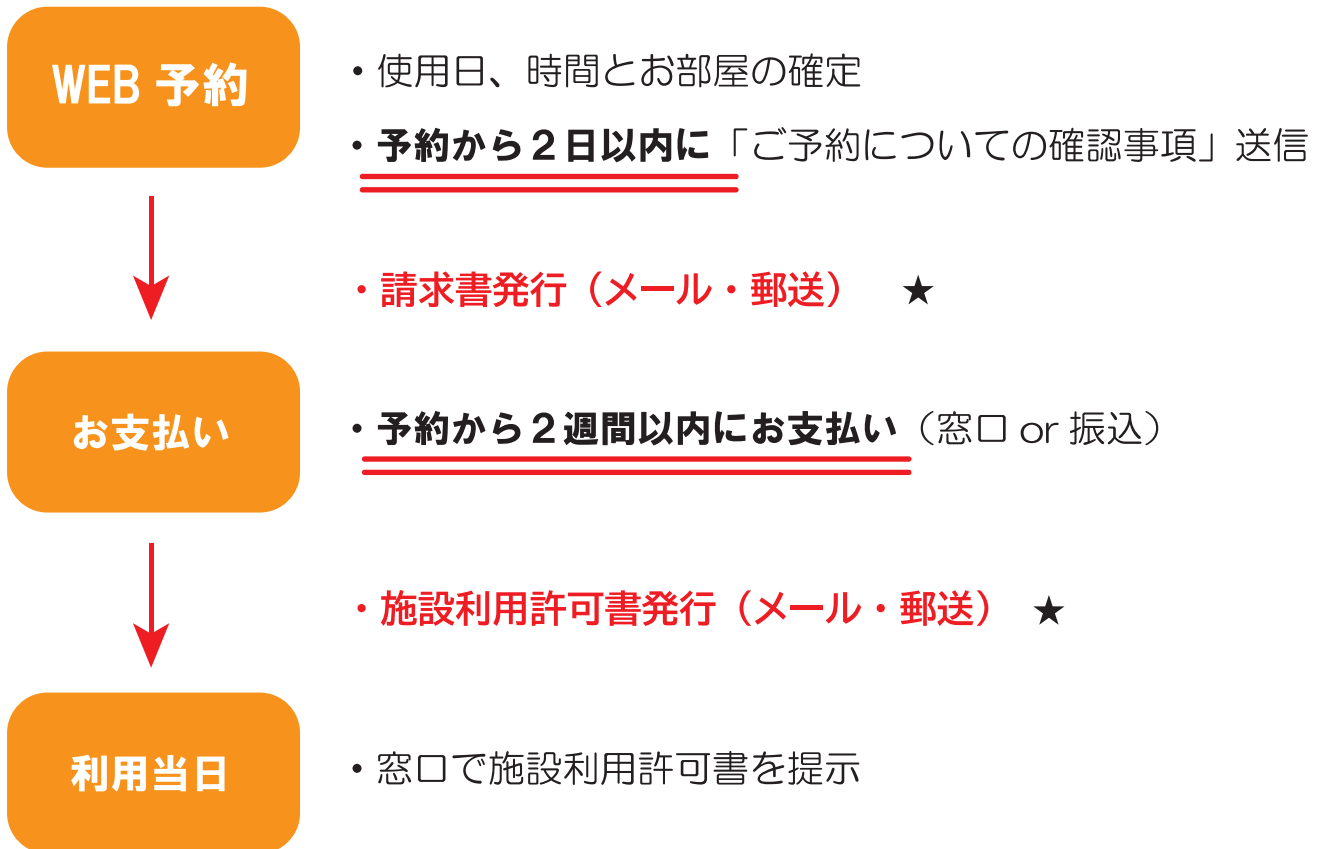 WEB 予約
・使用日、時間とお部屋の確定
・予約から２日以内に「ご予約についての確認事項」送信
・請求書発行（メール・郵送） ★
お支払い
・予約から２週間以内にお支払い（窓口 or 振込）
・施設利用許可書発行（メール・郵送） ★
利用当日
・窓口で施設利用許可書を提示